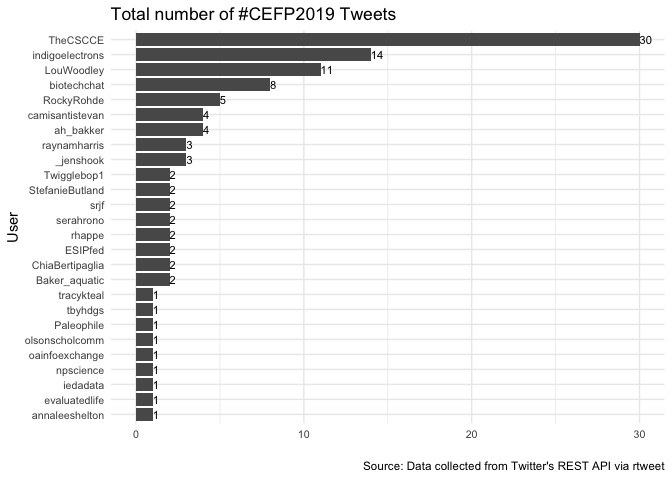 Total number of #CEFP2019 Tweets
TheCSCCE 30
indigoelectrons 14
LouWoodley 11
biotechchat 8
RockyRohde 5
camisantistevan 4
ah_bakker 4
raynamharris 3
_jenshook 3
Twigglebop1 2
StefanieButland 2
srjf 2
serahrono 2
rhappe 2
ESIPfed 2
ChiaBertipaglia 2
Baker_aquatic 2
tracykteal 1
tbyhdgs 1
Paleophile 1
olsonscholcomm 1
oainfoexchange 1
npscience 1
iedadata 1
evaluatedlife 1
annaleeshelton 1
User
0 10 20 30
Source: Data collected from Twitter's REST API via rtweet